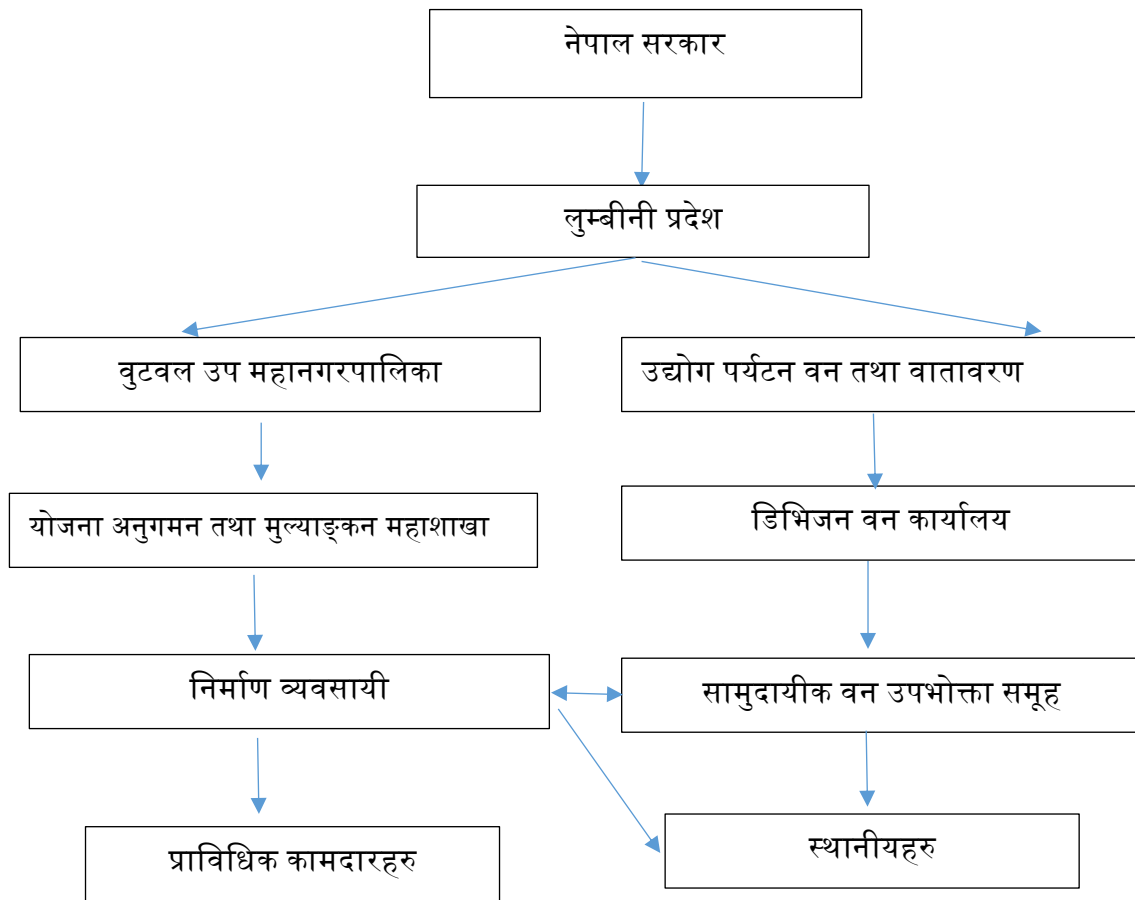 नेपाल सरकार
लुम्बीनी प्रदेश
वुटवल उप महानगरपालिका
उद्योग पर्यटन वन तथा वातावरण
योजना अनुगमन तथा मुल्याङ्कन महाशाखा
डिभिजन वन कार्यालय
निर्माण व्यवसायी
सामुदायीक वन उपभोक्ता समूह
प्राविधिक कामदारहरु
स्थानीयहरु